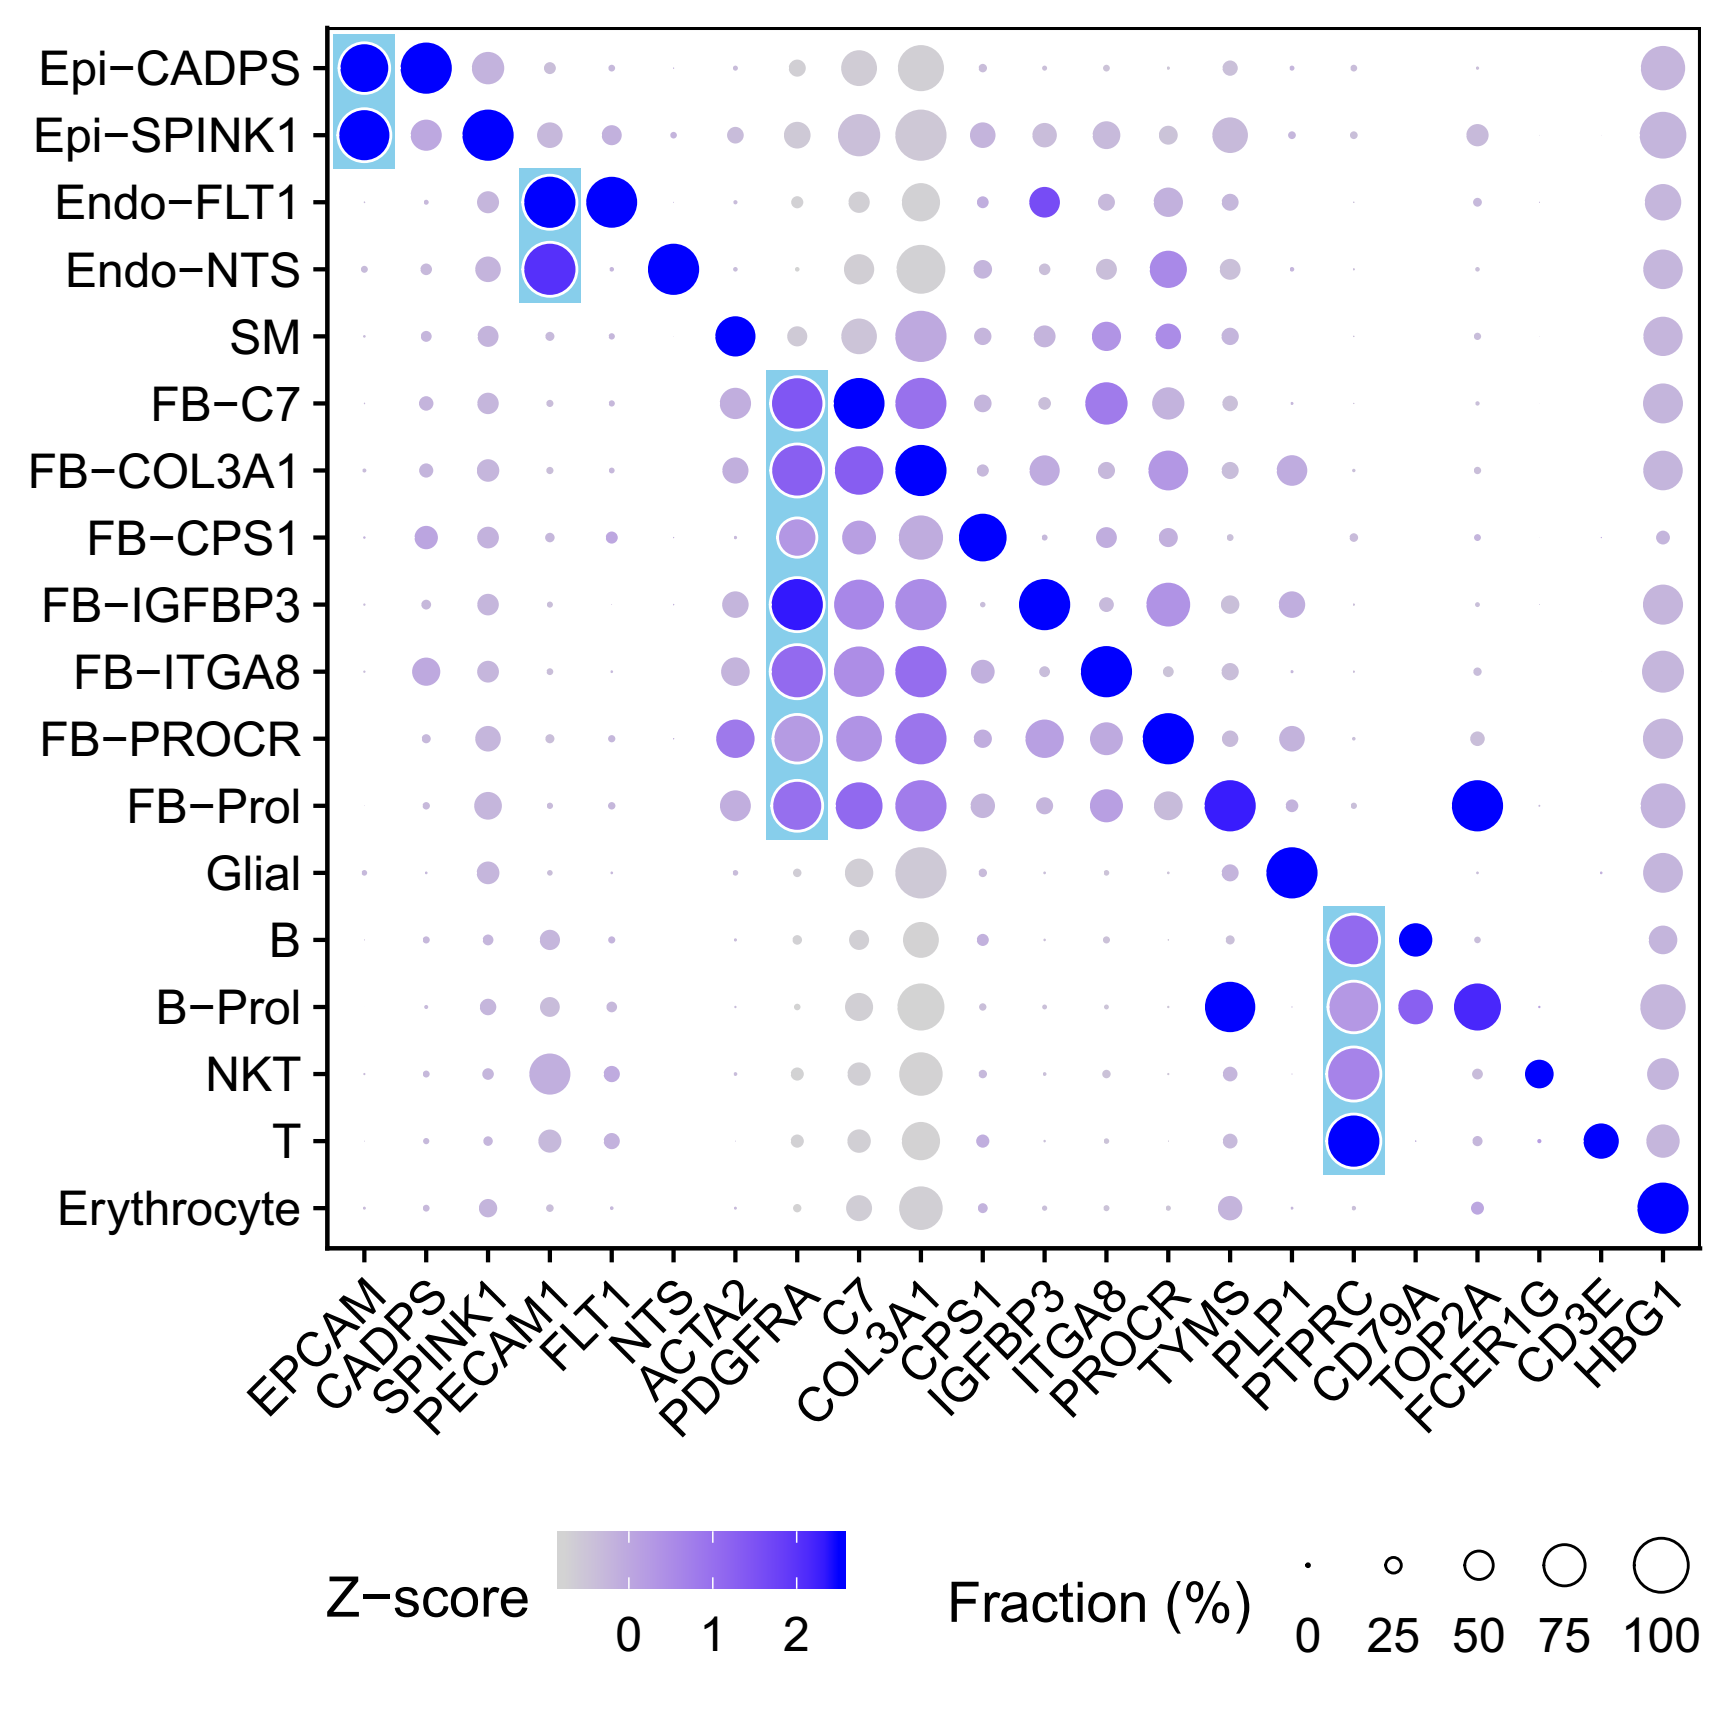 Epi−CADPS
Epi−SPINK1
Endo−FLT1
Endo−NTS
SM
FB−C7
FB−COL3A1
FB−CPS1
FB−IGFBP3
FB−ITGA8
FB−PROCR
FB−Prol
Glial
B
B−Prol
NKT
T
Erythrocyte
EPCAM
CADPS
SPINK1
PECAM1
FLT1
NTS
ACTA2
PDGFRA
C7
COL3A1
CPS1
IGFBP3
ITGA8
PROCR
TYMS
PLP1
PTPRC
CD79A
TOP2A
FCER1G
CD3E
HBG1
Z−score
0 1 2
Fraction (%)
0 25 50 75 100